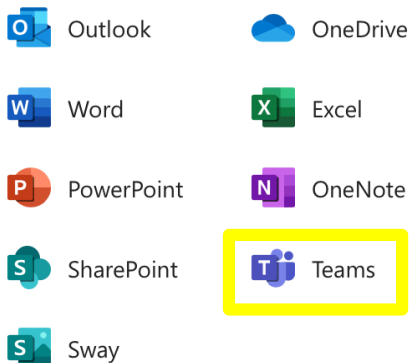 O Outlook
OneDrive
W Word
X Excel
P PowerPoint
N OneNote
S SharePoint
T Teams
S Sway